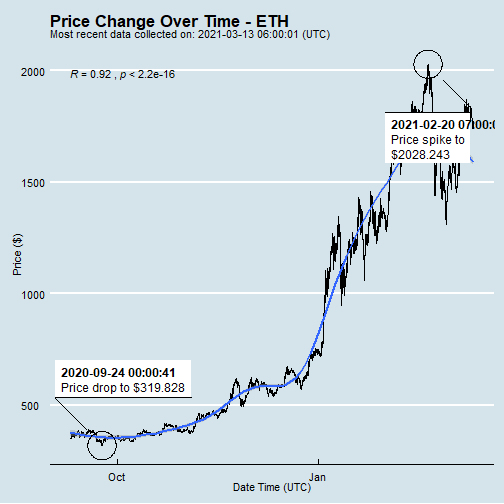 Price Change Over Time - ETH
Most recent data collected on: 2021-03-13 06:00:01 (UTC)
R = 0.92 , p < 2.2e-16
2000
1500
1000
500
Price ($)
2021-02-20 07:00:0
Price spike to
$2028.243
2020-09-24 00:00:41
Price drop to $319.828
Oct
Jan
Date Time (UTC)